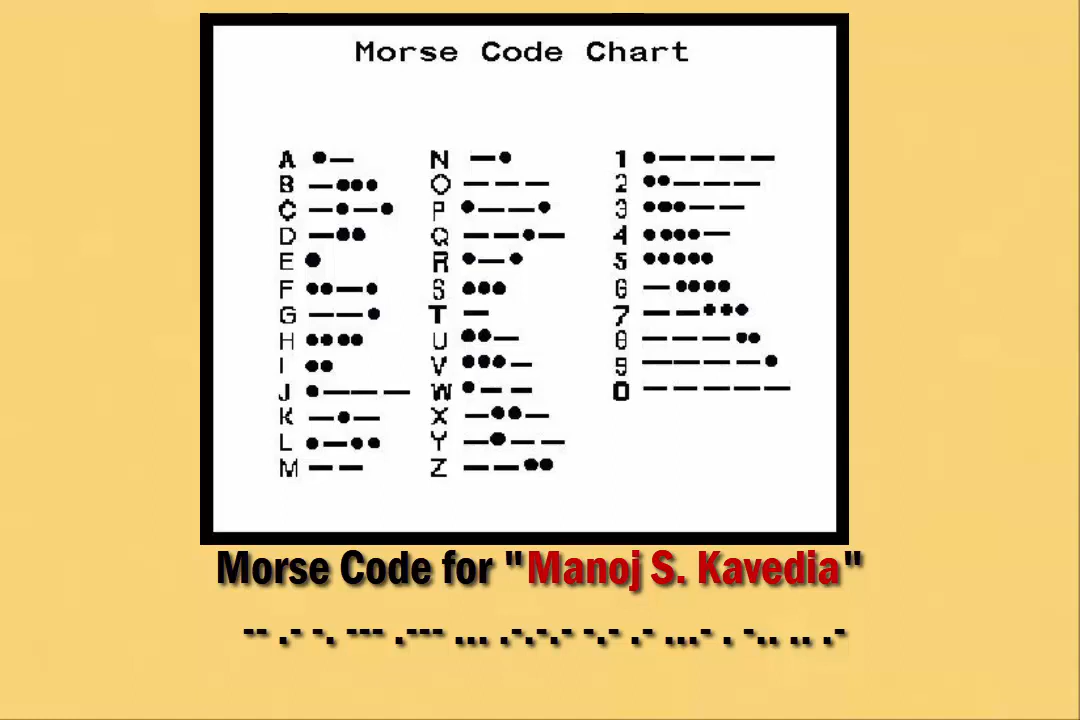 Morse Code Chart
A ●— N —● 1 ●————
B —●●● O ——— 2 ●●———
C —●—● P ●——● 3 ●●●——
D —●● Q ——●— 4 ●●●●—
E ● R ●—● 5 ●●●●●
F ●●—● S ●●● 6 —●●●●
G ——● T — 7 ——●●●
H ●●●● U ●●— 8 ———●●
I ●● V ●●●— 9 ————●
J ●——— W ●—— 0 —————
K —●— X —●●—
L ●—●● Y —●——
M —— Z ——●●
Morse Code for "Manoj S. Kavedia"
-- .- -. --- .--- ... .-.-.- -.- .- ...- . -.. .. .-